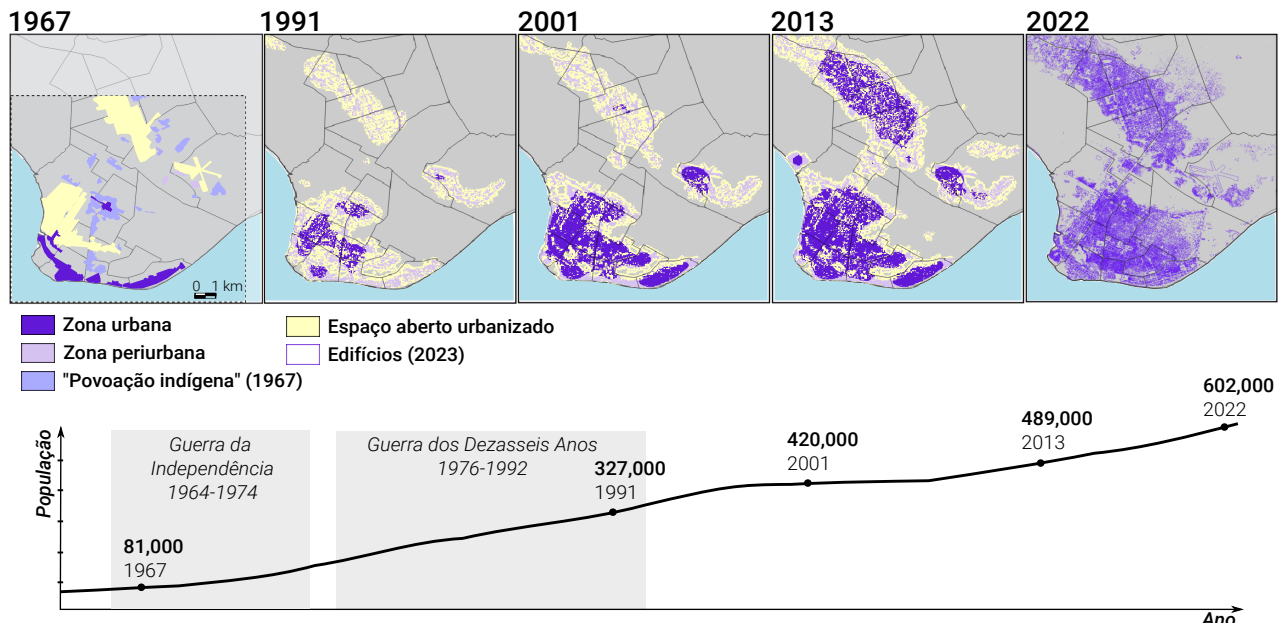 1967
1991
2001
2013
2022
0 1 km
Zona urbana
Zona periurbana
"Povoação indígena" (1967)
Espaço aberto urbanizado
Edifícios (2023)
População
Guerra da
Independência
1964-1974
Guerra dos Dezasseis Anos
1976-1992
81,000
1967
327,000
1991
420,000
2001
489,000
2013
602,000
2022
Ano